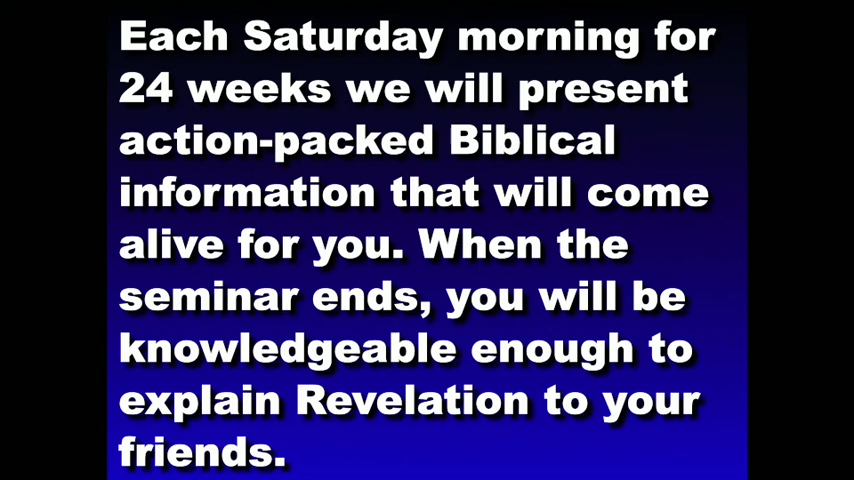 Each Saturday morning for
24 weeks we will present
action-packed Biblical
information that will come
alive for you. When the
seminar ends, you will be
knowledgeable enough to
explain Revelation to your
friends.